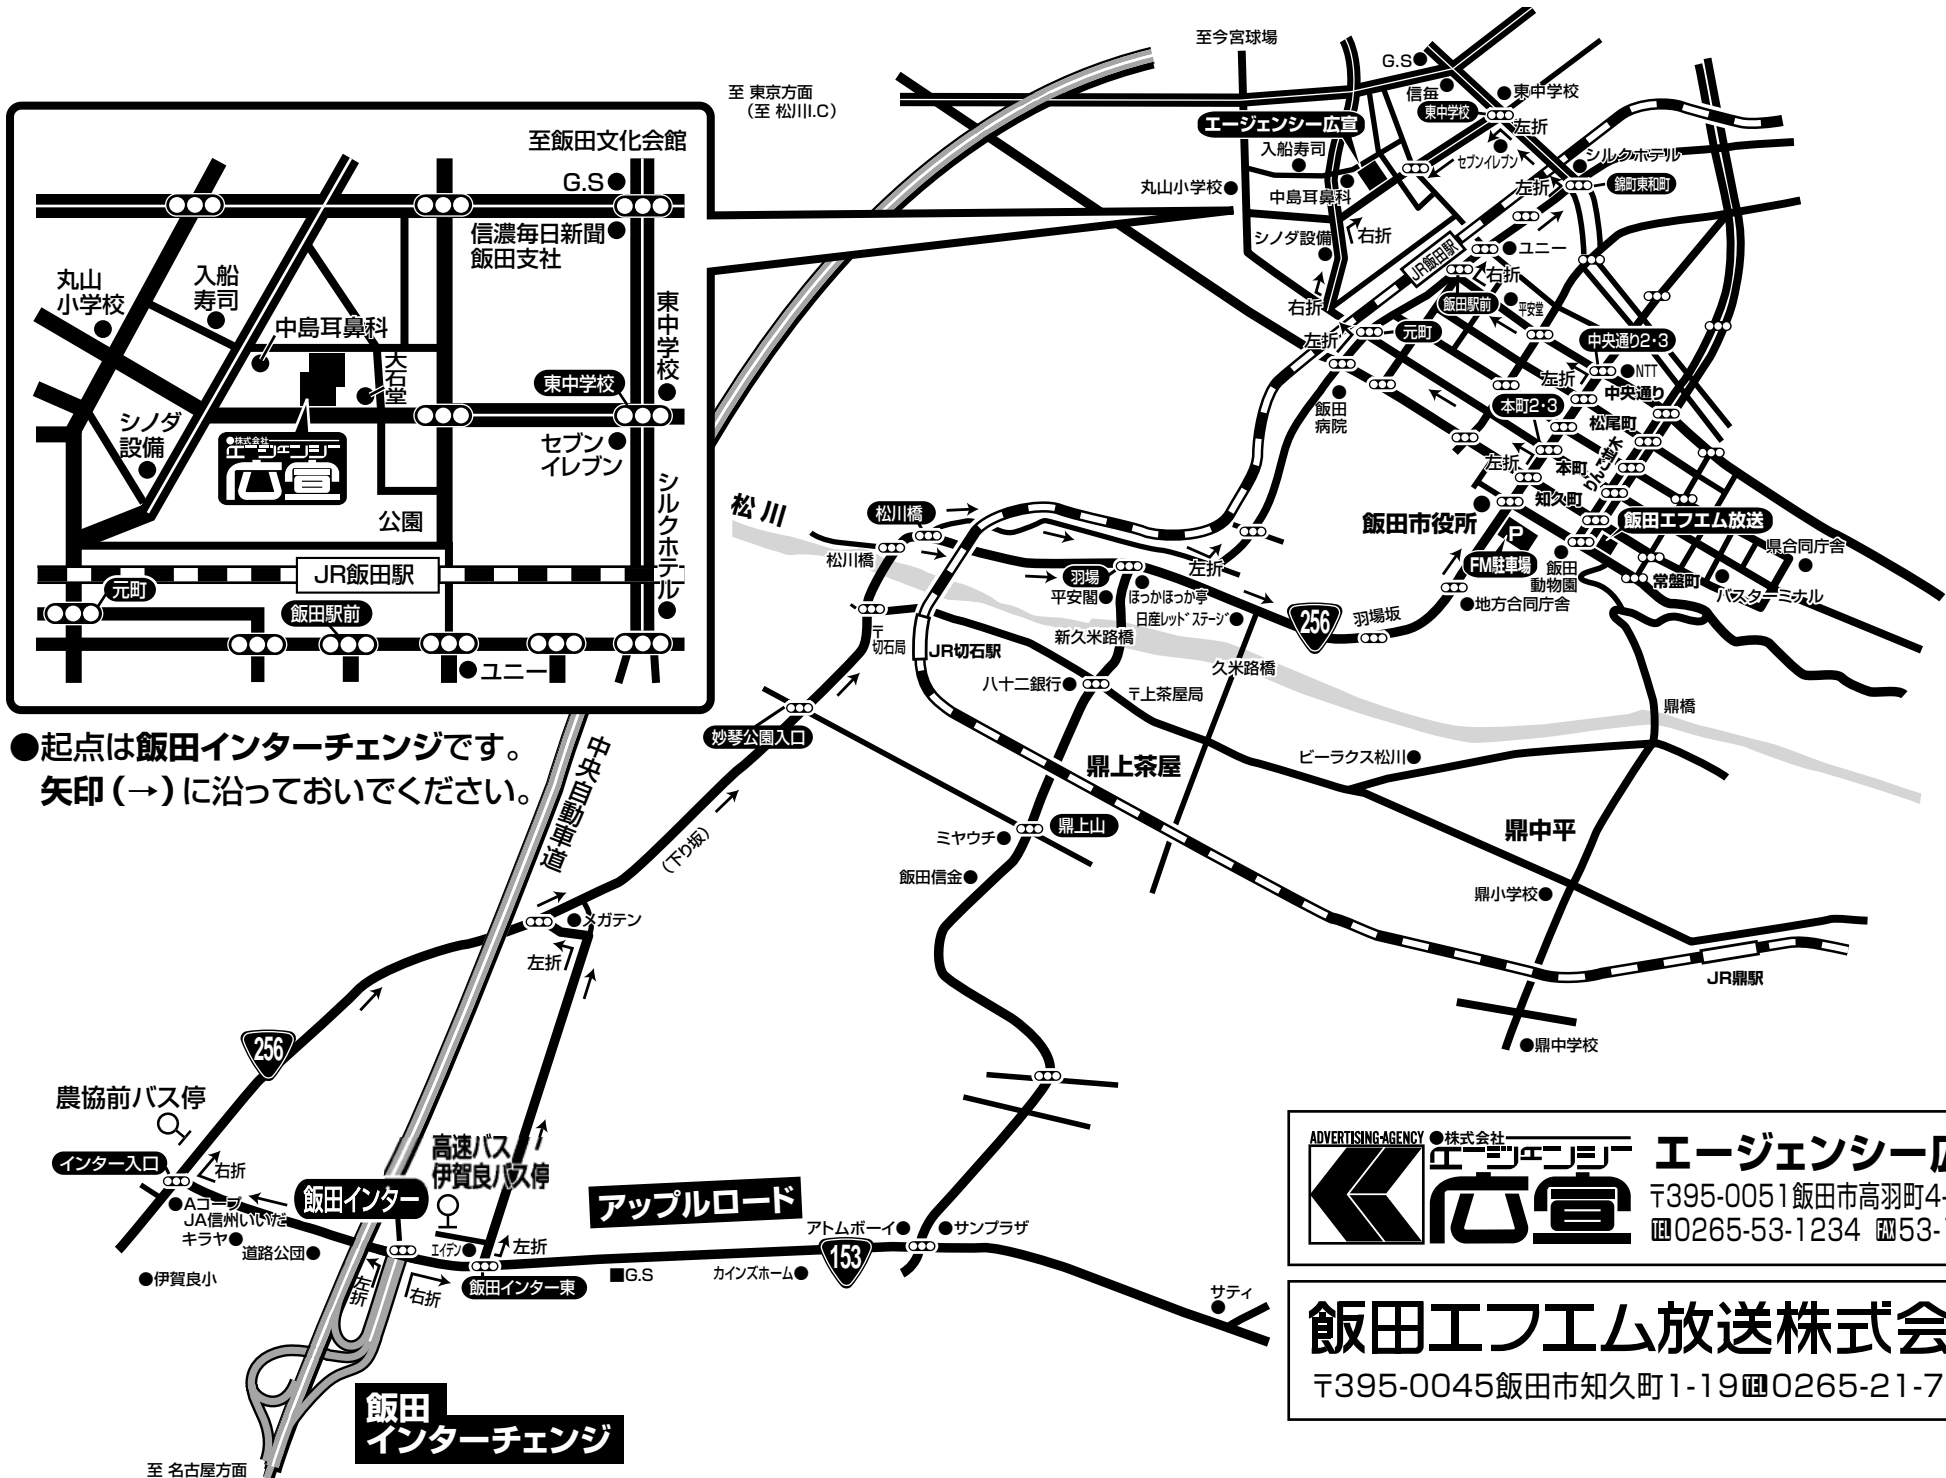 至飯田文化会館
G.S
信濃毎日新聞
飯田支社
丸山
小学校
入船
寿司
中島耳鼻科
大石堂
東中学校
東中学校
シノダ
設備
●株式会社
エージェンシー
広宣
セブン
イレブン
シルクホテル
公園
JR飯田駅
元町
飯田駅前
ユニー
●起点は飯田インターチェンジです。
矢印(→)に沿っておいでください。
至 東京方面
(至 松川I.C)
至今宮球場
G.S
信毎
東中学校
東中学校
左折
エージェンシー広宣
入船寿司
セブンイレブン
シルクホテル
丸山小学校
中島耳鼻科
左折
錦町東和町
シノダ設備
右折
JR飯田駅
ユニー
右折
飯田駅前
平安堂
右折
左折
元町
中央通り2・3
左折
NTT
中央通り
飯田
病院
本町2・3
松尾町
左折
本町
りんご並木
知久町
松川
松川橋
飯田市役所
P
飯田エフエム放送
県合同庁舎
松川橋
FM駐車場
飯田
動物園
常盤町
バスターミナル
左折
羽場
平安閣
ほっかほっか亭
日産レッドステージ
256
羽場坂
地方合同庁舎
〒
切石局
JR切石駅
新久米路橋
久米路橋
八十二銀行
〒上茶屋局
鼎橋
妙琴公園入口
鼎上茶屋
ビーラクス松川
中央自動車道
(下り坂)
ミヤウチ
鼎上山
鼎中平
飯田信金
鼎小学校
メガテン
左折
JR鼎駅
鼎中学校
256
農協前バス停
インター入口
右折
高速バス
伊賀良バス停
Aコープ
JA信州いいだ
キラヤ
道路公団
伊賀良小
飯田インター
エイデン
左折
左折
右折
飯田インター東
アップルロード
G.S
カインズホーム
アトムボーイ
153
サンプラザ
サティ
飯田
インターチェンジ
至 名古屋方面
ADVERTISING-AGENCY
●株式会社
エージェンシー
広宣
エージェンシー広
〒395-0051飯田市高羽町4-
TEL0265-53-1234 FAX53-
飯田エフエム放送株式会
〒395-0045飯田市知久町1-19TEL0265-21-7